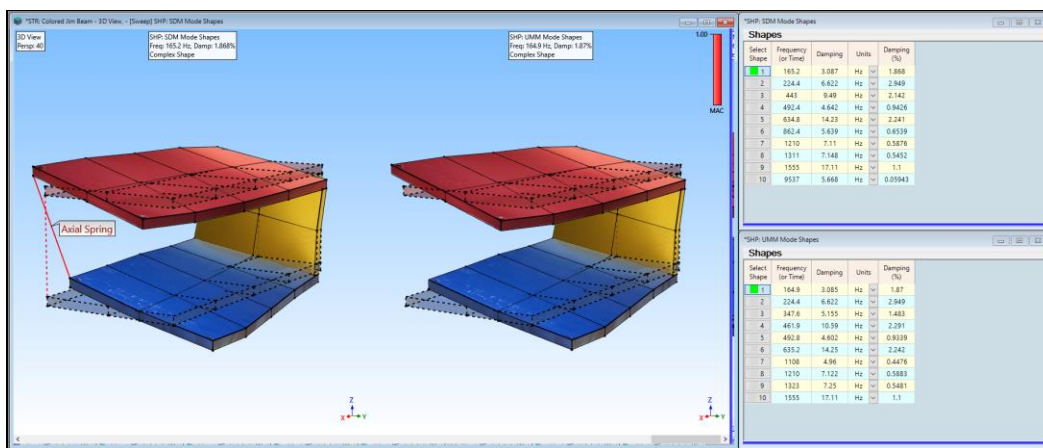 *STR: Colored Jim Beam - 3D View, - [Sweep] SHP: SDM Mode Shapes
3D View
Persp: 40
SHP: SDM Mode Shapes
Freq: 165.2 Hz, Damp: 1.868%
Complex Shape
SHP: UMM Mode Shapes
Freq: 164.9 Hz, Damp: 1.87%
Complex Shape
1.00
MAC
Axial Spring
Z
X Y
Z
X Y
*SHP: SDM Mode Shapes
Shapes
Select Shape Frequency (or Time) Damping Units Damping (%)
1 165.2 3.087 Hz 1.868
2 224.4 6.622 Hz 2.949
3 443 9.49 Hz 2.142
4 492.4 4.642 Hz 0.9426
5 634.8 14.23 Hz 2.241
6 862.4 5.639 Hz 0.6539
7 1210 7.11 Hz 0.5876
8 1311 7.148 Hz 0.5452
9 1555 17.11 Hz 1.1
10 9537 5.668 Hz 0.05943
*SHP: UMM Mode Shapes
Shapes
Select Shape Frequency (or Time) Damping Units Damping (%)
1 164.9 3.085 Hz 1.87
2 224.4 6.622 Hz 2.949
3 347.6 5.155 Hz 1.483
4 461.9 10.59 Hz 2.291
5 492.8 4.602 Hz 0.9339
6 635.2 14.25 Hz 2.242
7 1108 4.96 Hz 0.4476
8 1210 7.122 Hz 0.5883
9 1323 7.25 Hz 0.5481
10 1555 17.11 Hz 1.1